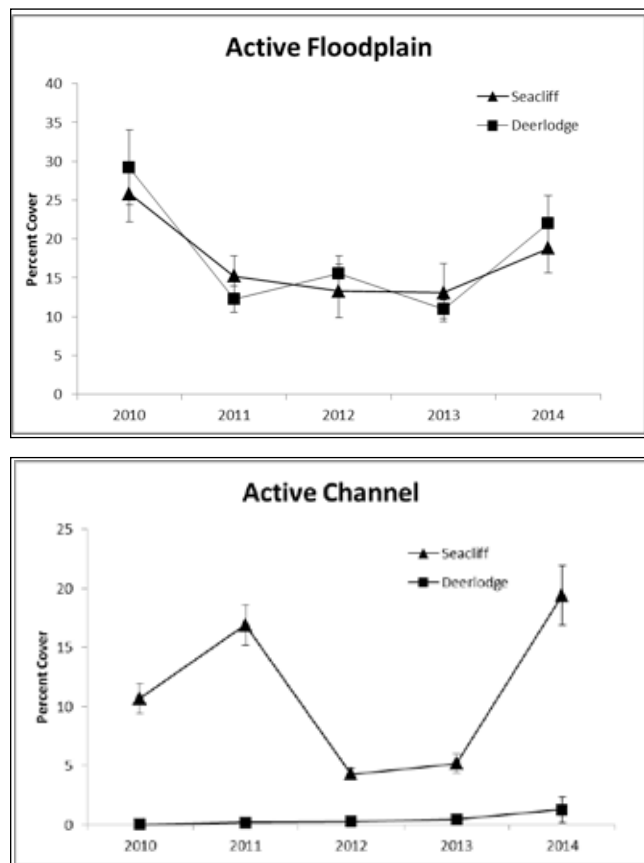 Active Floodplain
40
35
30
25
20
15
10
5
0
Percent Cover
Seacliff
Deerlodge
2010 2011 2012 2013 2014
Active Channel
25
20
15
10
5
0
Percent Cover
Seacliff
Deerlodge
2010 2011 2012 2013 2014